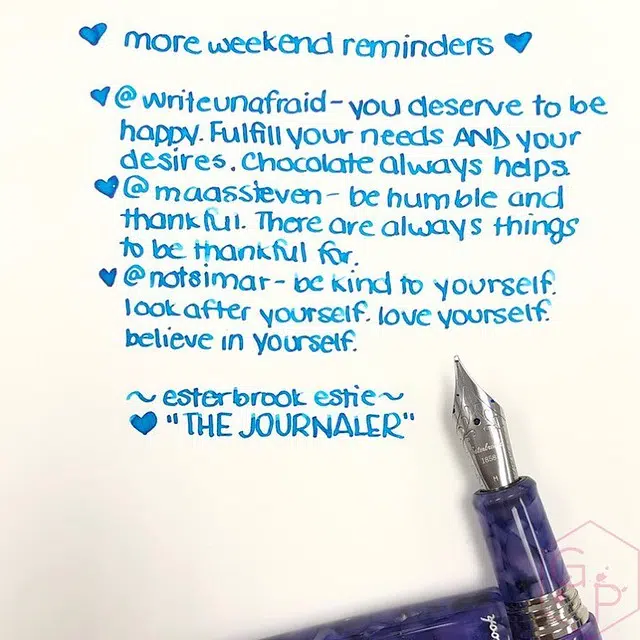 ♥ more weekend reminders ♥
♥ @writeunafraid - you deserve to be
happy. Fulfill your needs AND your
desires. Chocolate always helps.
♥ @maassteven - be humble and
thankful. There are always things
to be thankful for.
♥ @notsimar - be kind to yourself.
look after yourself. love yourself.
believe in yourself.
~ esterbrook estie ~
♥ "THE JOURNALER"
1858
G
P